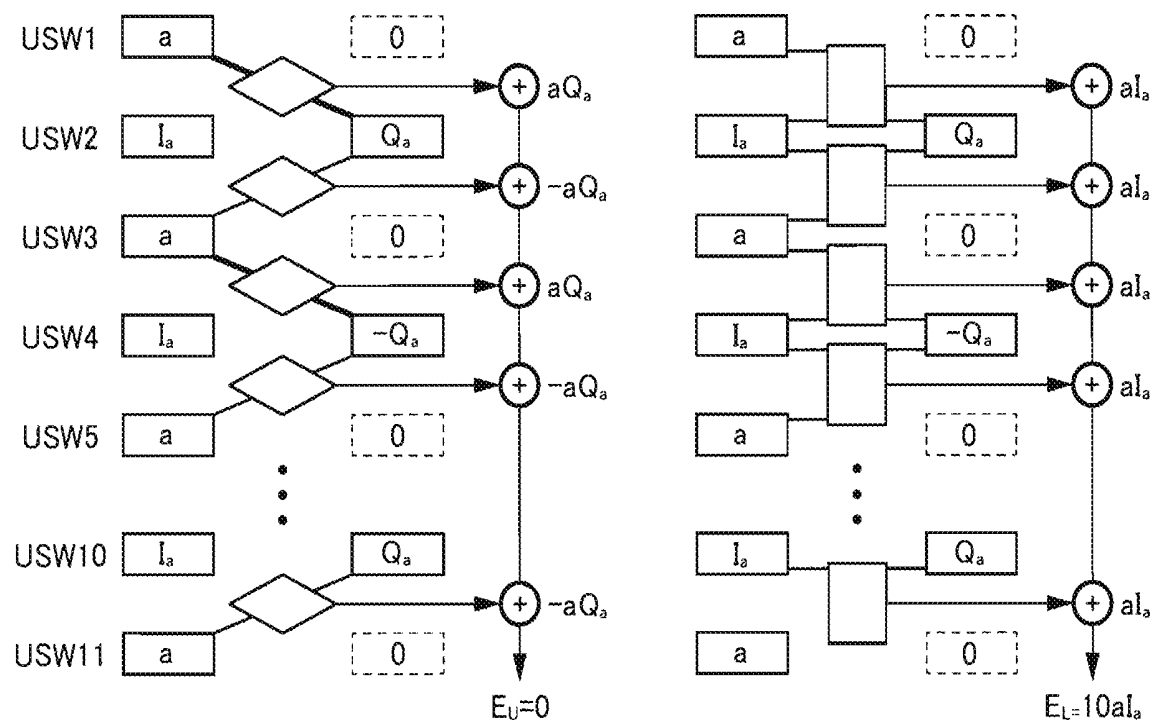 USW1 a 0 a 0
+ aQₐ + aIₐ
USW2 Iₐ Qₐ Iₐ Qₐ
+ -aQₐ + aIₐ
USW3 a 0 a 0
+ aQₐ + aIₐ
USW4 Iₐ -Qₐ Iₐ -Qₐ
+ -aQₐ + aIₐ
USW5 a 0 a 0
USW10 Iₐ Qₐ Iₐ Qₐ
+ -aQₐ + aIₐ
USW11 a 0 a 0
E_U=0 E_L=10aIₐ